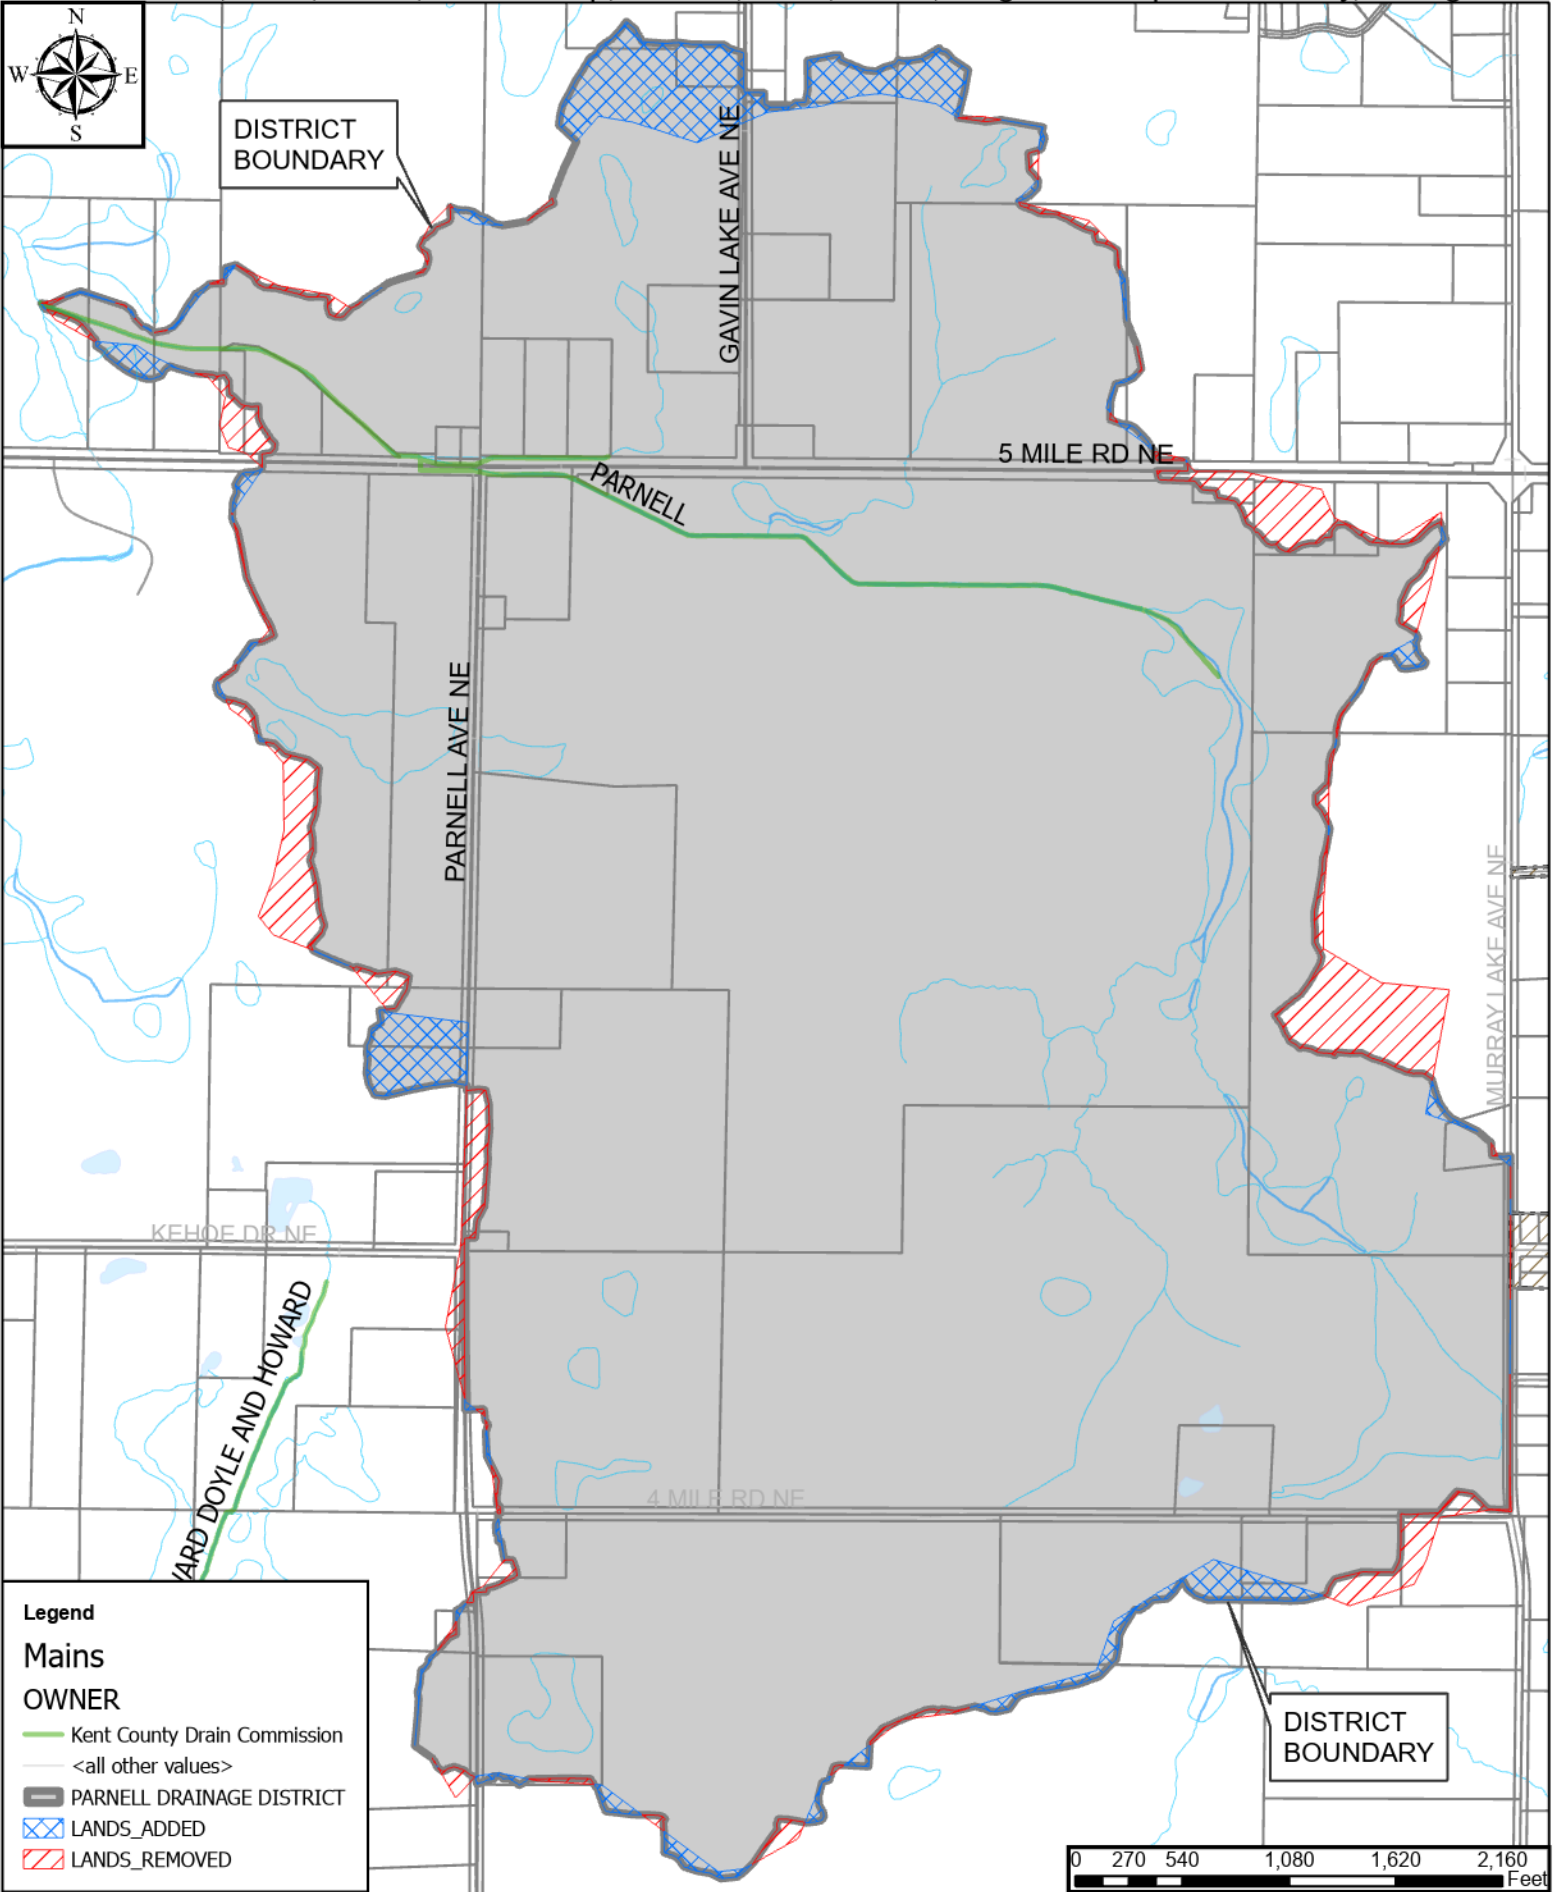 N
W E
S
DISTRICT
BOUNDARY
GAVIN LAKE AVE NE
5 MILE RD NE
PARNELL
PARNELL AVE NE
MURRAY LAKE AVE NE
KEHOE DR NE
DOYLE AND HOWARD
4 MILE RD NE
DISTRICT
BOUNDARY
Legend
Mains
OWNER
Kent County Drain Commission
<all other values>
PARNELL DRAINAGE DISTRICT
LANDS_ADDED
LANDS_REMOVED
0 270 540 1,080 1,620 2,160
Feet